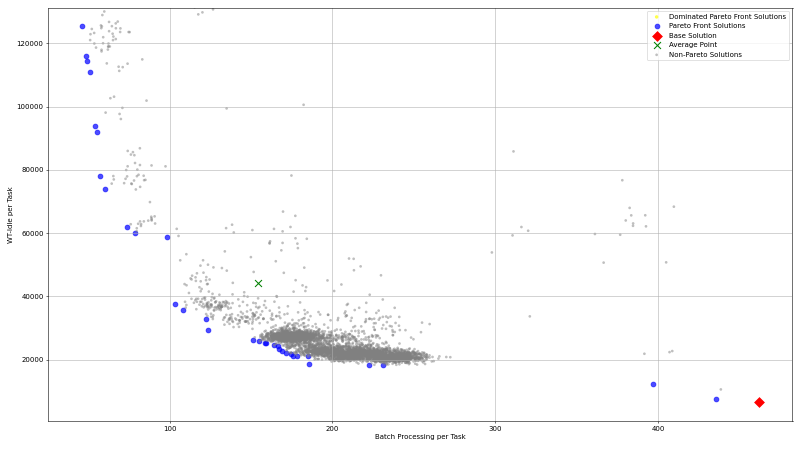 Dominated Pareto Front Solutions
Pareto Front Solutions
Base Solution
Average Point
Non-Pareto Solutions
120000
100000
80000
60000
40000
20000
WT-Idle per Task
100
200
300
400
Batch Processing per Task